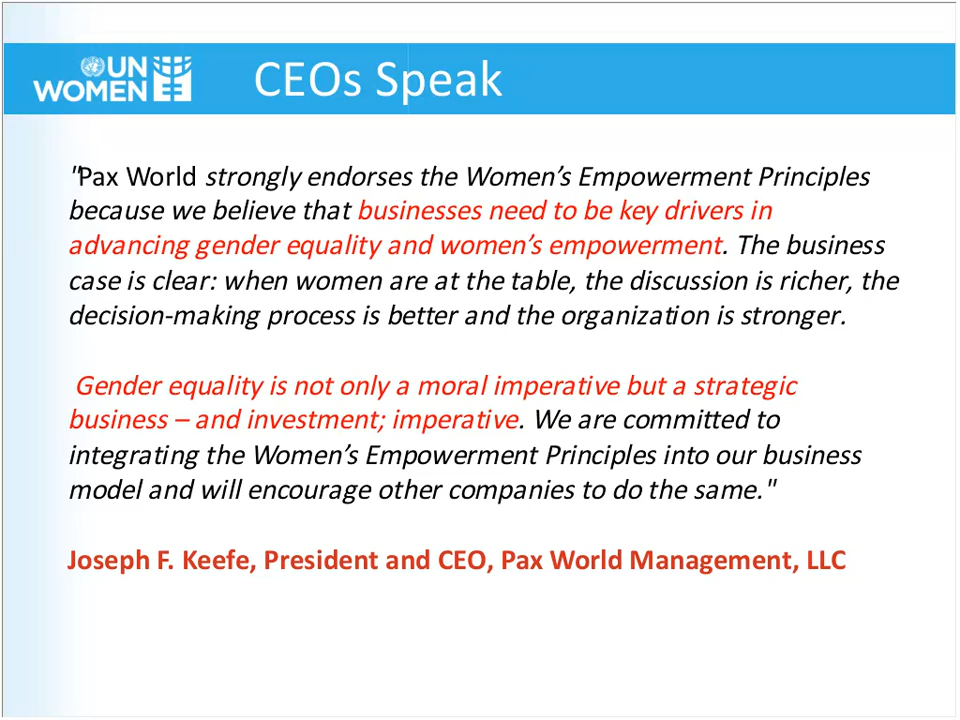 UN
WOMEN
CEOs Speak
"Pax World strongly endorses the Women’s Empowerment Principles
because we believe that businesses need to be key drivers in
advancing gender equality and women’s empowerment. The business
case is clear: when women are at the table, the discussion is richer, the
decision-making process is better and the organization is stronger.
Gender equality is not only a moral imperative but a strategic
business – and investment; imperative. We are committed to
integrating the Women’s Empowerment Principles into our business
model and will encourage other companies to do the same."
Joseph F. Keefe, President and CEO, Pax World Management, LLC